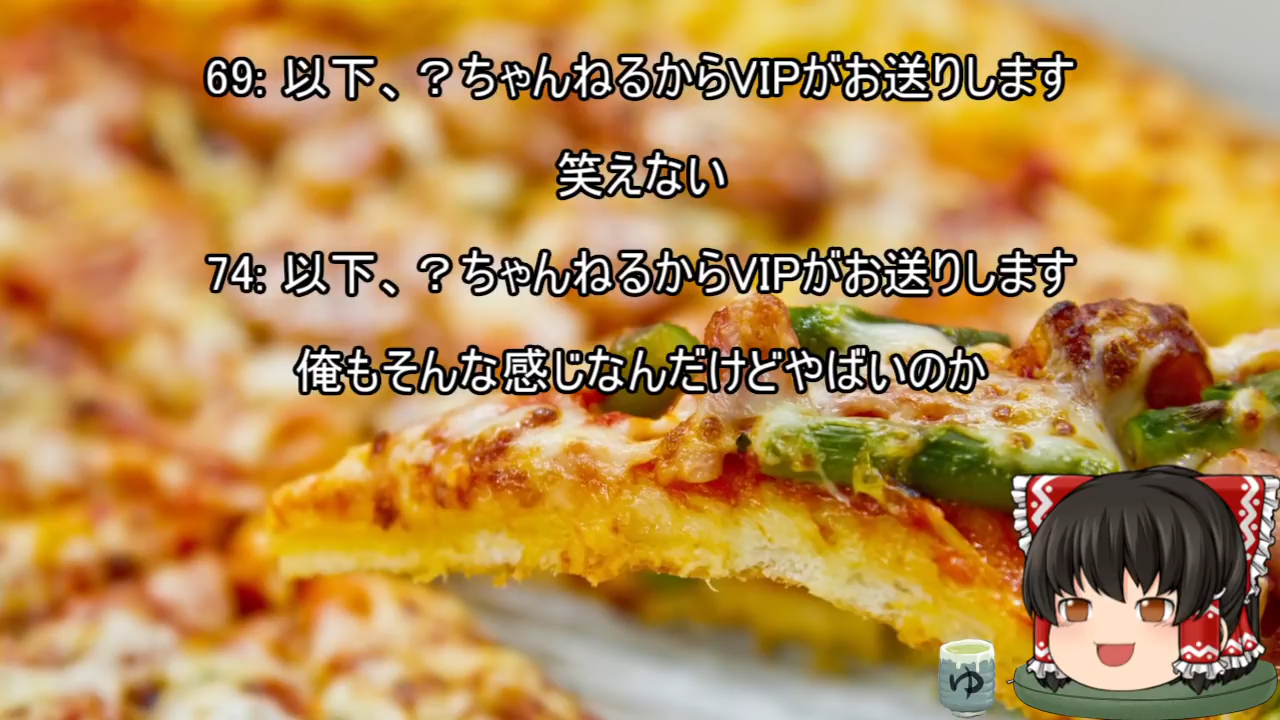 69: 以下、？ちゃんねるからVIPがお送りします
笑えない
74: 以下、？ちゃんねるからVIPがお送りします
俺もそんな感じなんだけどやばいのか
ゆ